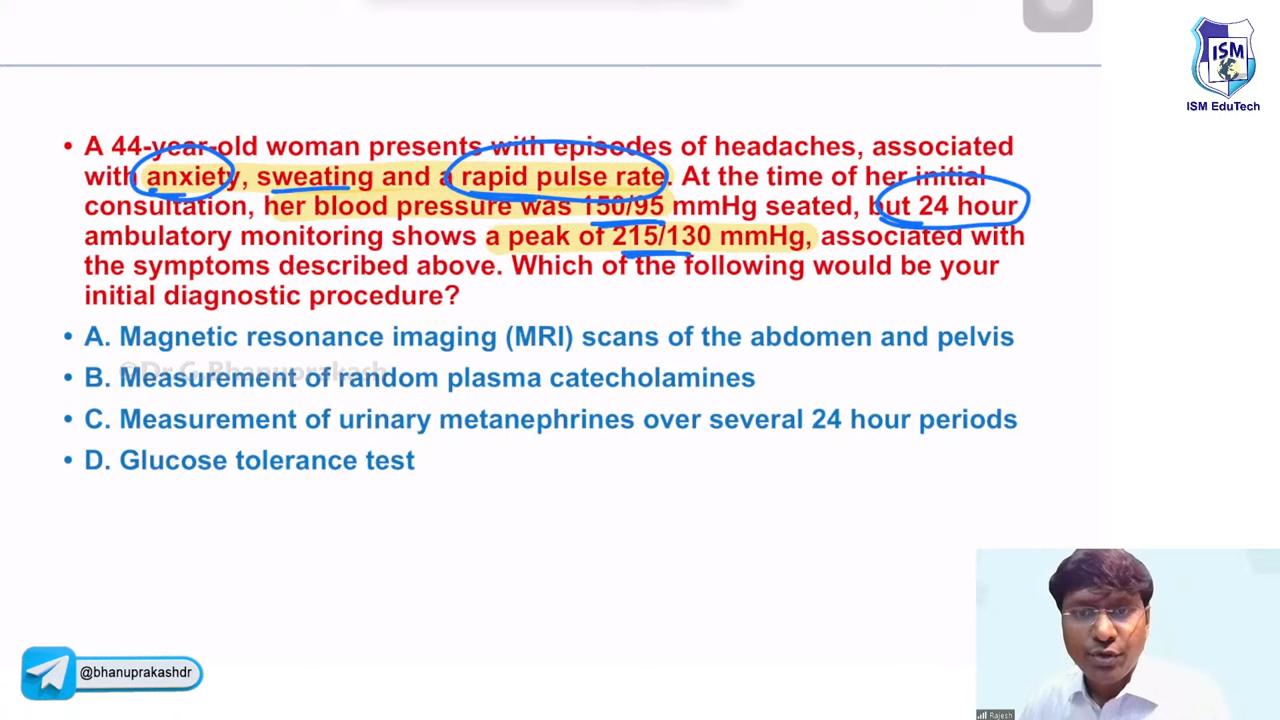 ISM
ISM EduTech
• A 44-year-old woman presents with episodes of headaches, associated
with anxiety, sweating and a rapid pulse rate. At the time of her initial
consultation, her blood pressure was 150/95 mmHg seated, but 24 hour
ambulatory monitoring shows a peak of 215/130 mmHg, associated with
the symptoms described above. Which of the following would be your
initial diagnostic procedure?
• A. Magnetic resonance imaging (MRI) scans of the abdomen and pelvis
©Dr G Bhanuprakash
• B. Measurement of random plasma catecholamines
• C. Measurement of urinary metanephrines over several 24 hour periods
• D. Glucose tolerance test
@bhanuprakashdr
Rajesh